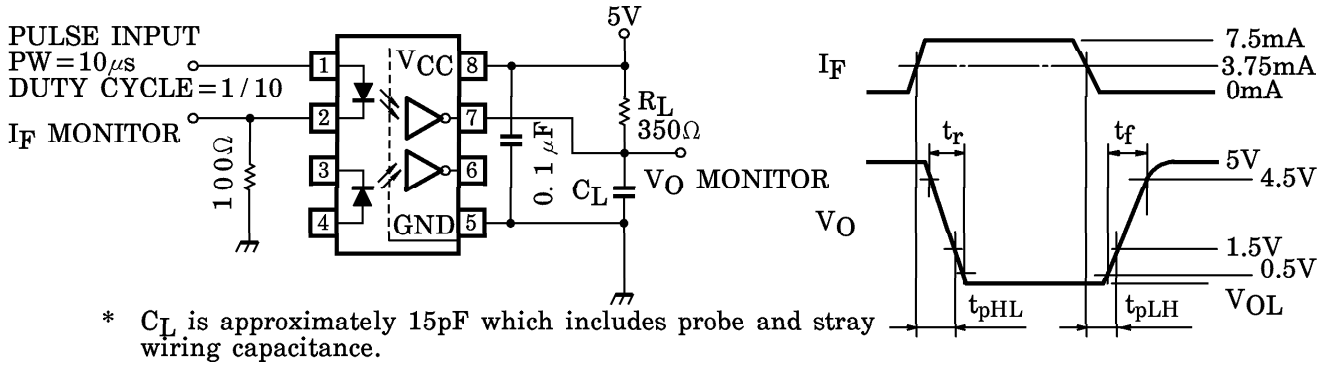 PULSE INPUT
PW=10μs
DUTY CYCLE=1/10
IF MONITOR
100Ω
1
2
3
4
VCC
GND
8
7
6
5
0.1μF
5V
RL
350Ω
CL
VO MONITOR
* CL is approximately 15pF which includes probe and stray
wiring capacitance.
IF
7.5mA
3.75mA
0mA
tr
tf
VO
5V
4.5V
1.5V
0.5V
VOL
tpHL
tpLH